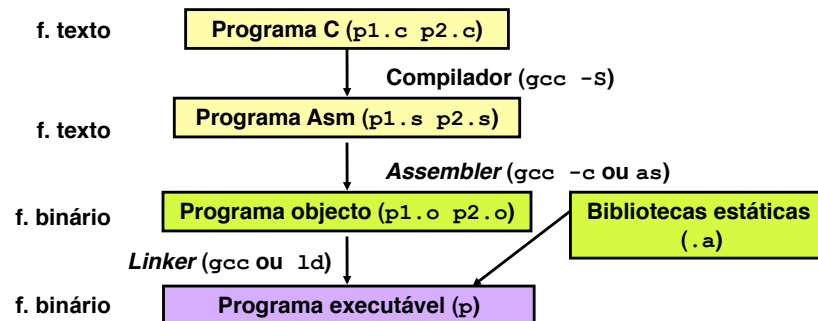 f. texto
Programa C (p1.c p2.c)
Compilador (gcc -S)
f. texto
Programa Asm (p1.s p2.s)
Assembler (gcc -c ou as)
f. binário
Programa objecto (p1.o p2.o)
Bibliotecas estáticas
(.a)
Linker (gcc ou ld)
f. binário
Programa executável (p)